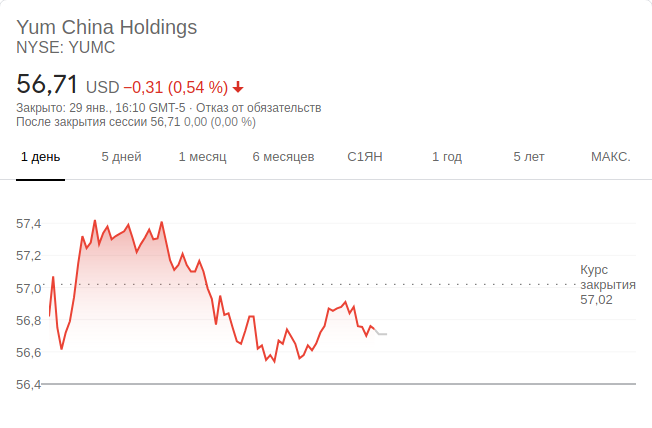 Yum China Holdings
NYSE: YUMC
56,71 USD −0,31 (0,54 %)
Закрыто: 29 янв., 16:10 GMT-5 · Отказ от обязательств
После закрытия сессии 56,71 0,00 (0,00 %)
1 день 5 дней 1 месяц 6 месяцев С1ЯН 1 год 5 лет МАКС.
57,4
57,2
57,0
56,8
56,6
56,4
Курс
закрытия
57,02